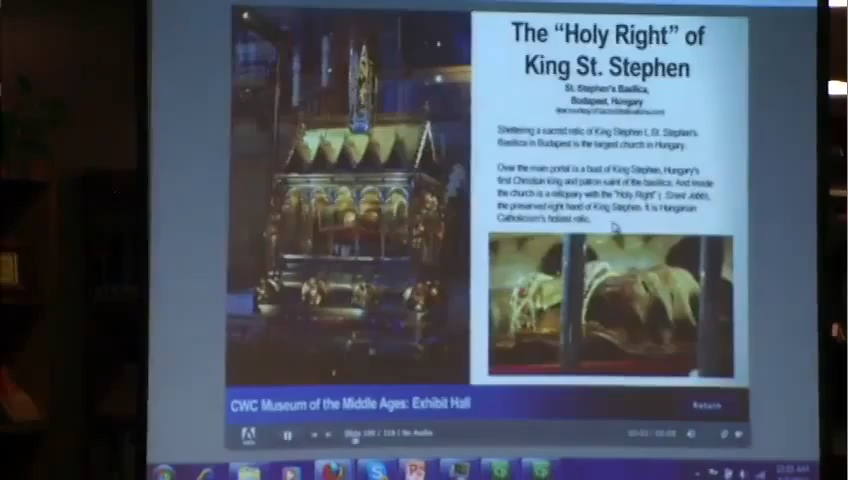 The "Holy Right" of
King St. Stephen
St. Stephen's Basilica,
Budapest, Hungary
Sheltering a sacred relic of King Stephen I, St. Stephen's
Basilica in Budapest is the largest church in Hungary.
Over the main portal is a bust of King Stephen, Hungary's
first Christian king and patron saint of the basilica. And inside
the church is a reliquary with the "Holy Right"
the preserved right hand of King Stephen. It is Hungarian
Catholicism's holiest relic.
CWC Museum of the Middle Ages: Exhibit Hall
Return
No Audio